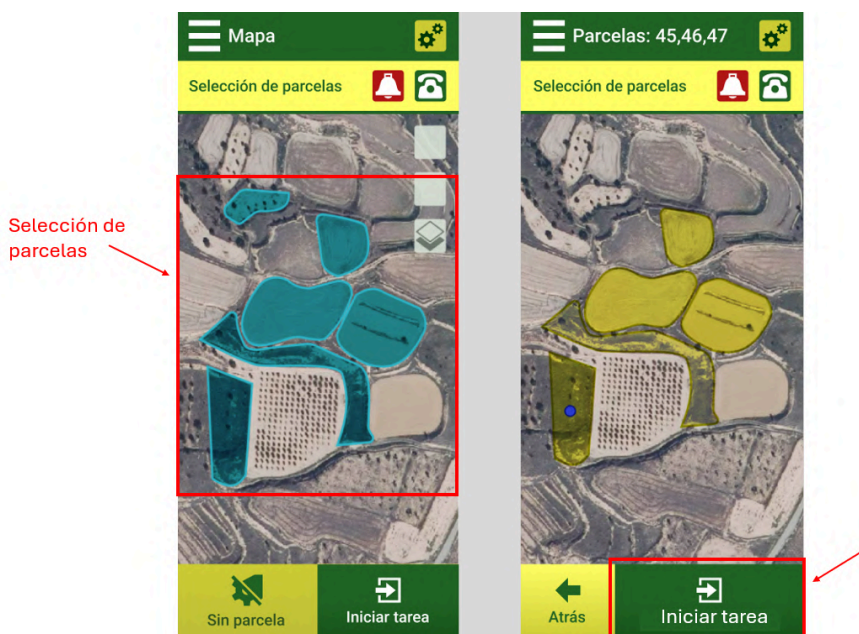 Mapa
Selección de parcelas
Selección de
parcelas
Sin parcela
Iniciar tarea
Parcelas: 45,46,47
Selección de parcelas
Atrás
Iniciar tarea